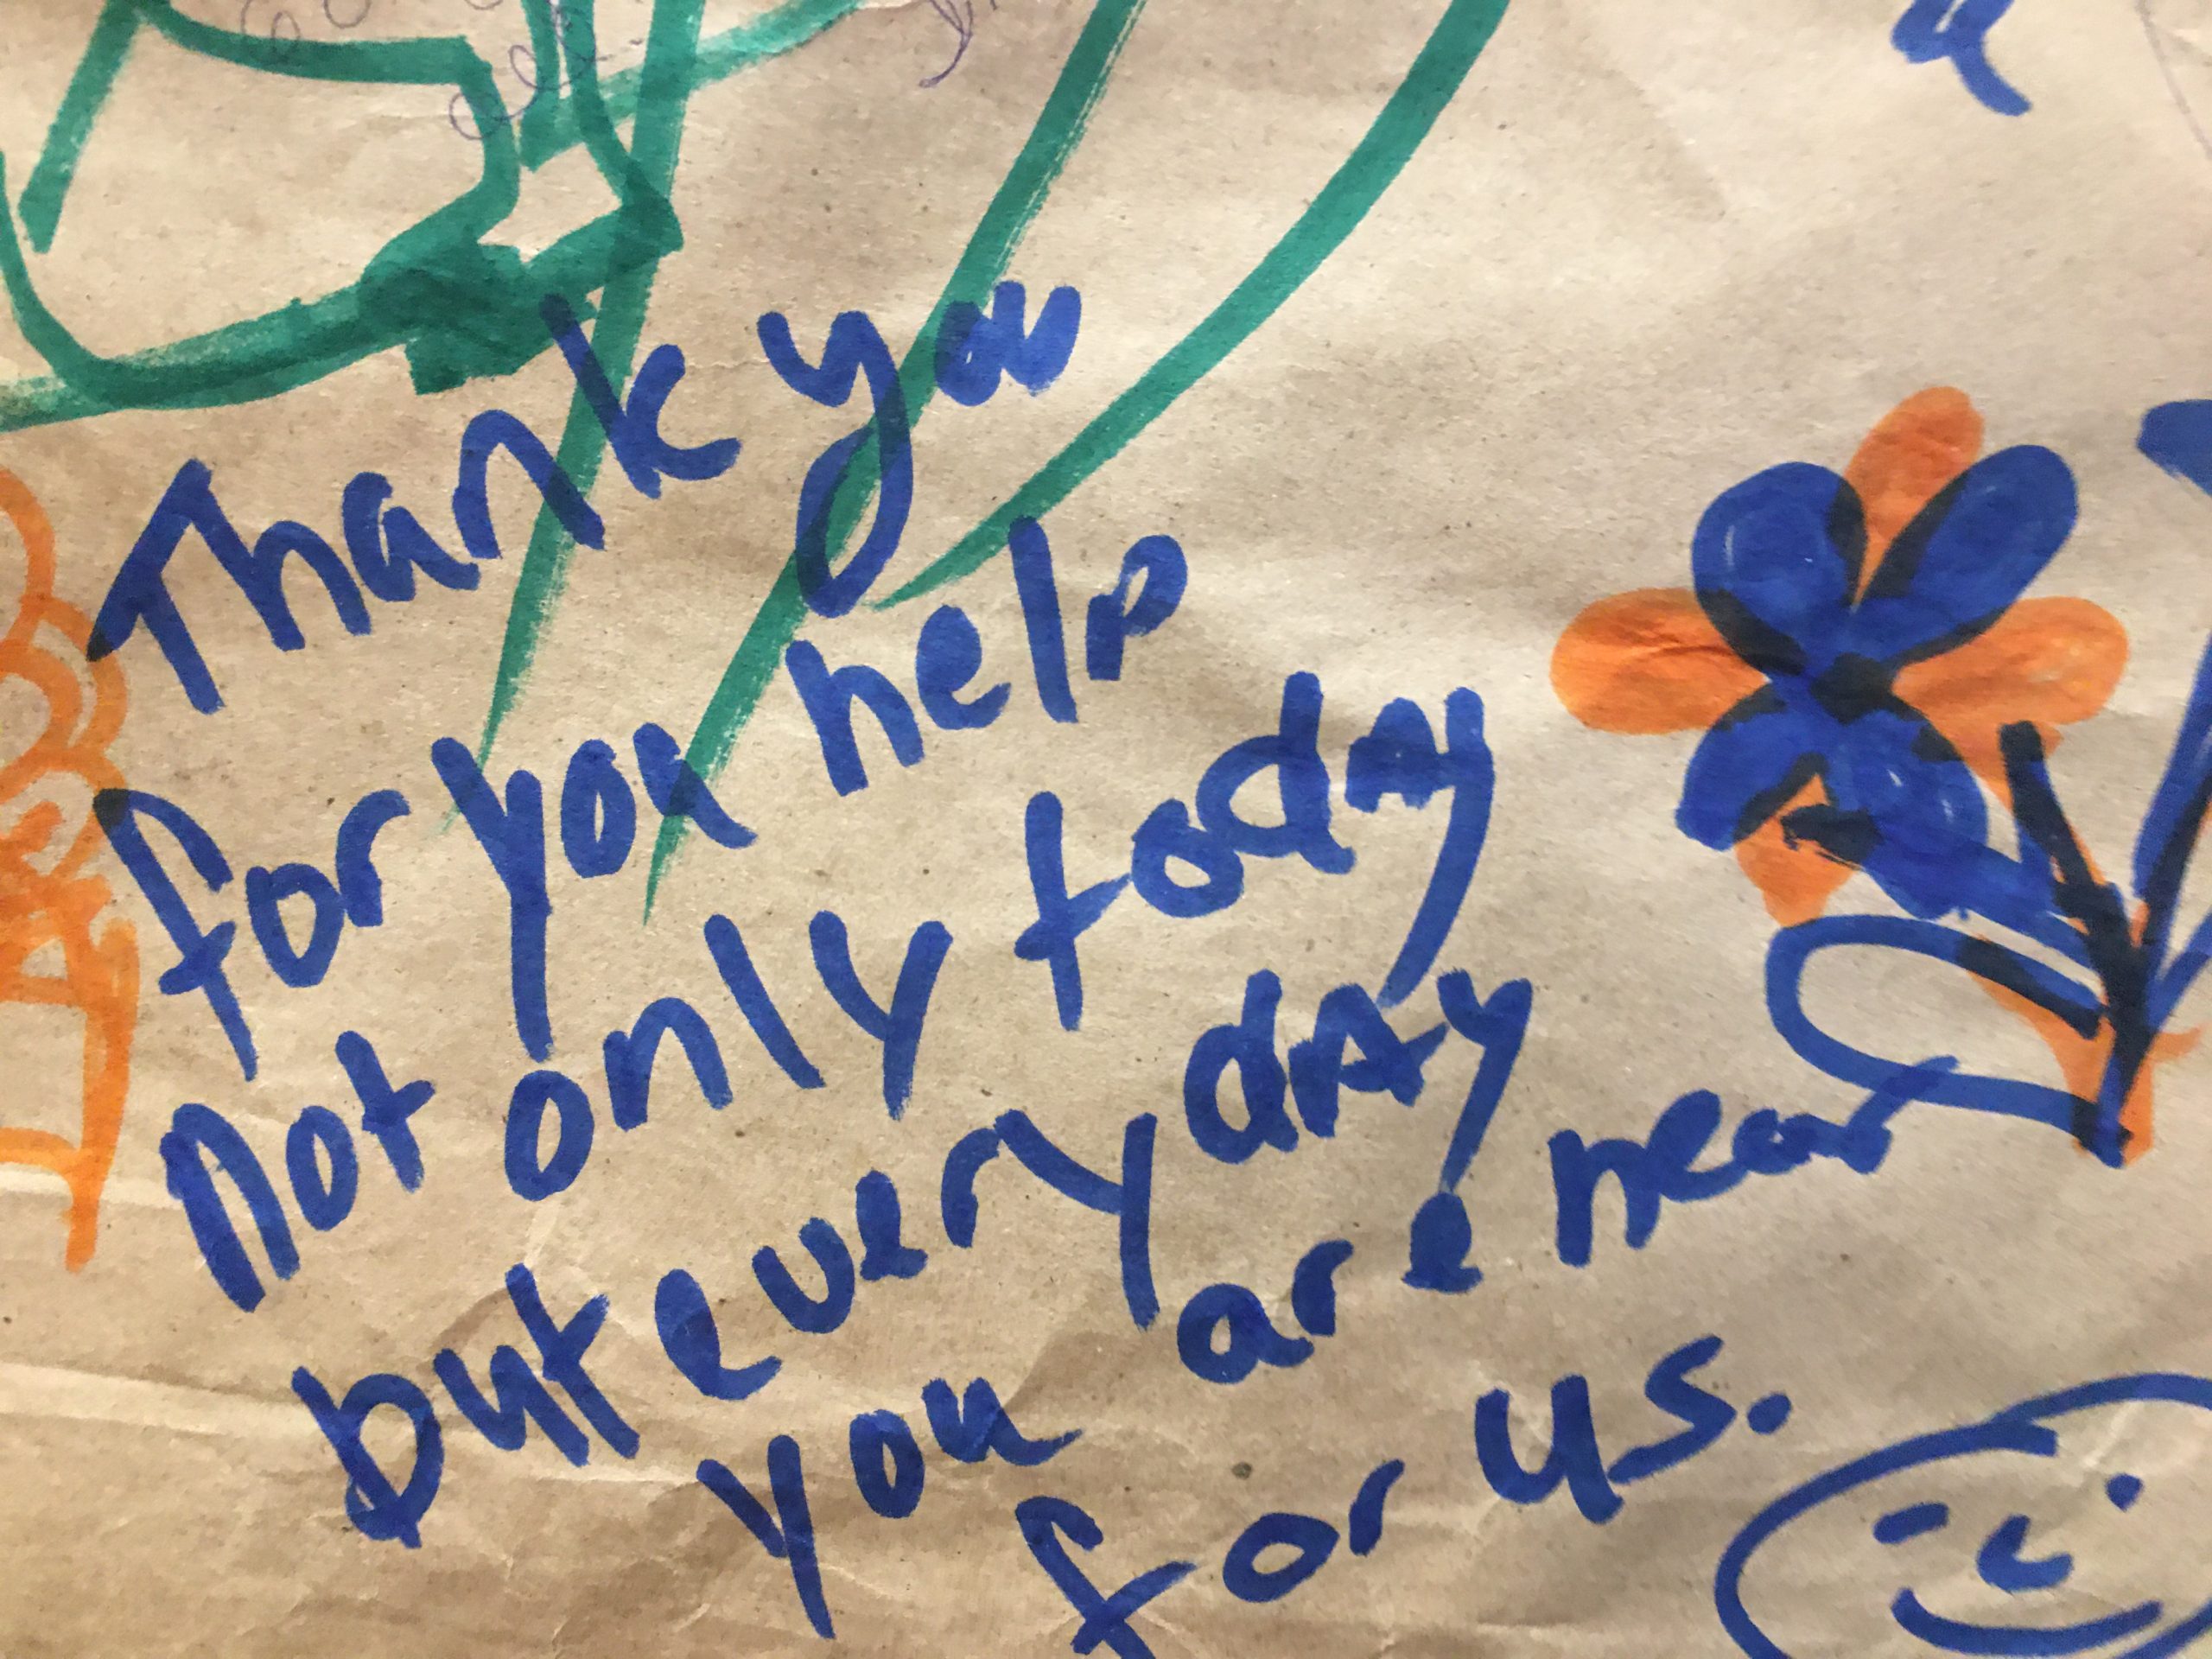 Thank you
for you help
Not only today
but every day
you are near
for us.